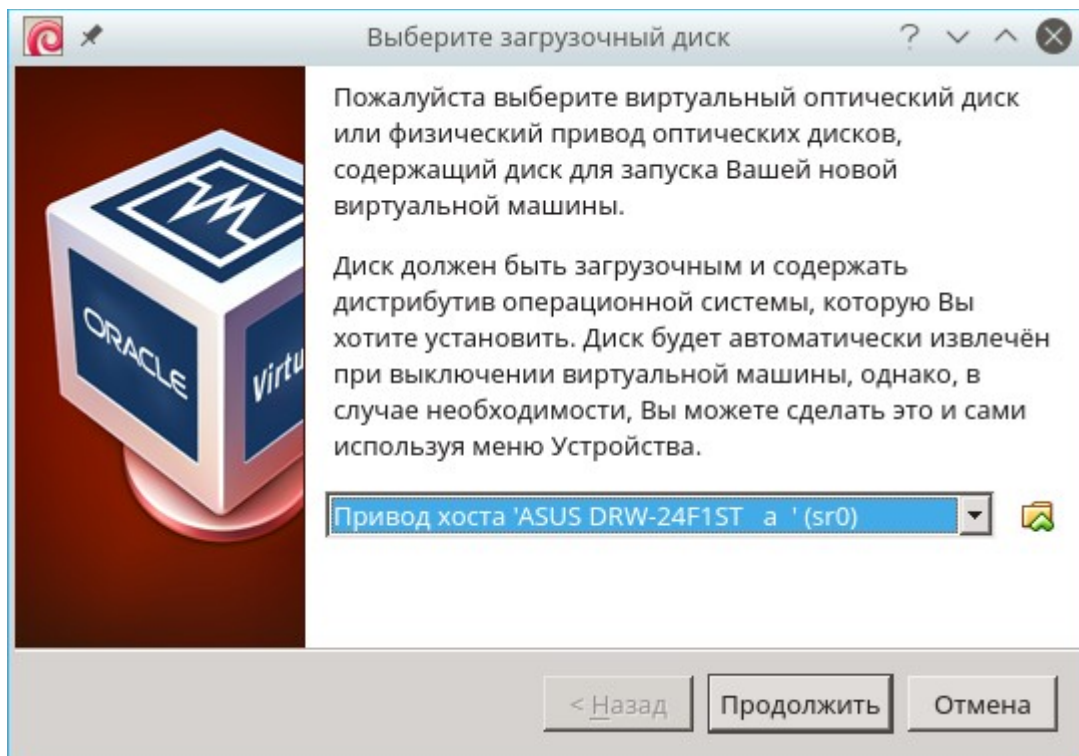 Выберите загрузочный диск
Пожалуйста выберите виртуальный оптический диск
или физический привод оптических дисков,
содержащий диск для запуска Вашей новой
виртуальной машины.
Диск должен быть загрузочным и содержать
дистрибутив операционной системы, которую Вы
хотите установить. Диск будет автоматически извлечён
при выключении виртуальной машины, однако, в
случае необходимости, Вы можете сделать это и сами
используя меню Устройства.
ORACLE
Virtu
Привод хоста 'ASUS DRW-24F1ST   a  ' (sr0)
< Назад
Продолжить
Отмена